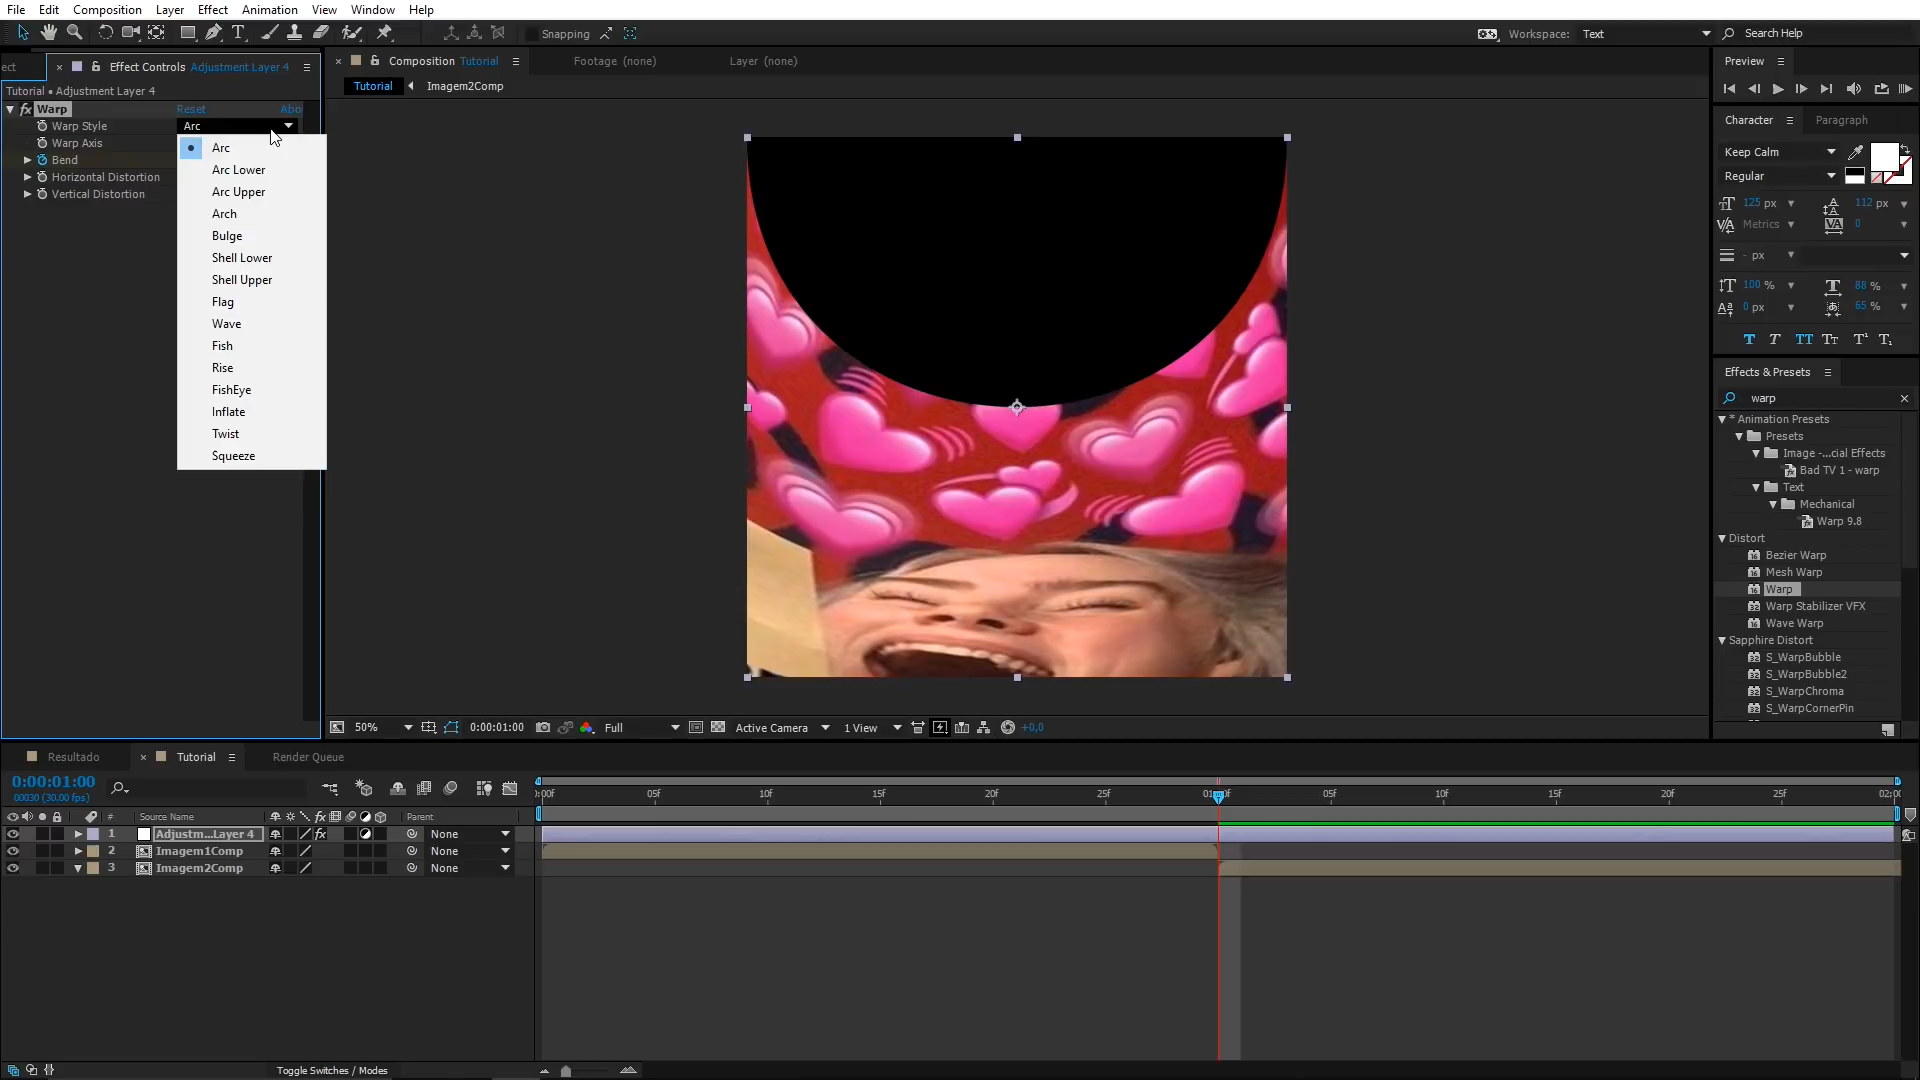 File Edit Composition Layer Effect Animation View Window Help
Snapping
Workspace: Text
Search Help
ect
Effect Controls Adjustment Layer 4
Tutorial • Adjustment Layer 4
fx Warp Reset Abo
Warp Style Arc
Warp Axis
Bend
Horizontal Distortion
Vertical Distortion
Arc
Arc Lower
Arc Upper
Arch
Bulge
Shell Lower
Shell Upper
Flag
Wave
Fish
Rise
FishEye
Inflate
Twist
Squeeze
Composition Tutorial
Footage (none)
Layer (none)
Tutorial Imagem2Comp
50% 0:00:01:00 Full Active Camera 1 View +0,0
Preview
Character Paragraph
Keep Calm
Regular
125 px 112 px
Metrics 0
- px
100 % 88 %
0 px 65 %
T T TT Tт T¹ T₁
Effects & Presets
warp
* Animation Presets
Presets
Image -...cial Effects
Bad TV 1 - warp
Text
Mechanical
Warp 9.8
Distort
Bezier Warp
Mesh Warp
Warp
Warp Stabilizer VFX
Wave Warp
Sapphire Distort
S_WarpBubble
S_WarpBubble2
S_WarpChroma
S_WarpCornerPin
Resultado Tutorial Render Queue
0:00:01:00
00030 (30.00 fps)
# Source Name Parent
1 Adjustm...Layer 4 None
2 Imagem1Comp None
3 Imagem2Comp None
:00f 05f 10f 15f 20f 25f 01:00f 05f 10f 15f 20f 25f 02:00
Toggle Switches / Modes